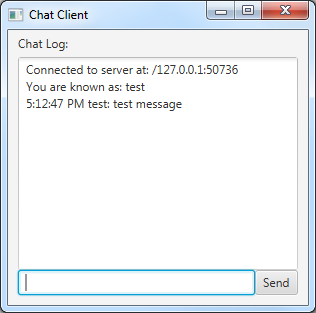 Chat Client
Chat Log:
Connected to server at: /127.0.0.1:50736
You are known as: test
5:12:47 PM test: test message
Send